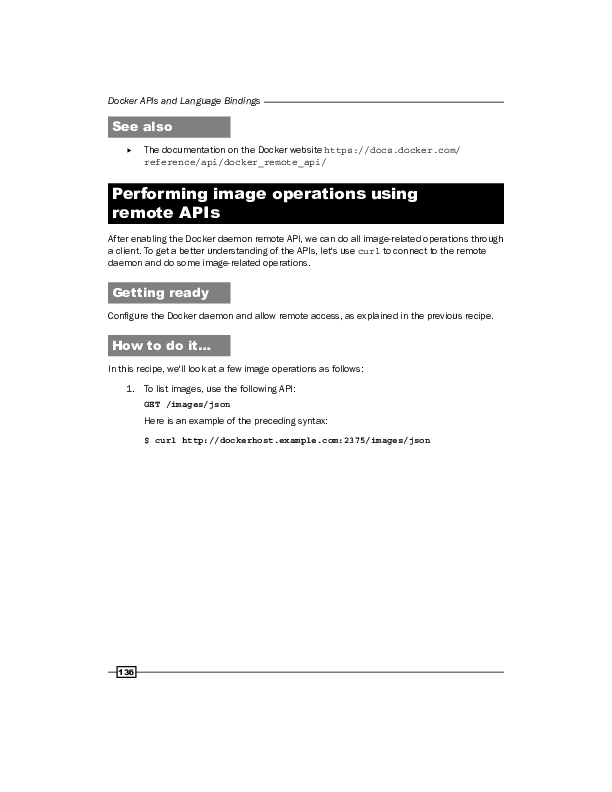 Docker APIs and Language Bindings
See also
▸ The documentation on the Docker website https://docs.docker.com/
reference/api/docker_remote_api/
Performing image operations using
remote APIs
After enabling the Docker daemon remote API, we can do all image-related operations through
a client. To get a better understanding of the APIs, let's use curl to connect to the remote
daemon and do some image-related operations.
Getting ready
Configure the Docker daemon and allow remote access, as explained in the previous recipe.
How to do it...
In this recipe, we'll look at a few image operations as follows:
1. To list images, use the following API:
GET /images/json
Here is an example of the preceding syntax:
$ curl http://dockerhost.example.com:2375/images/json
136